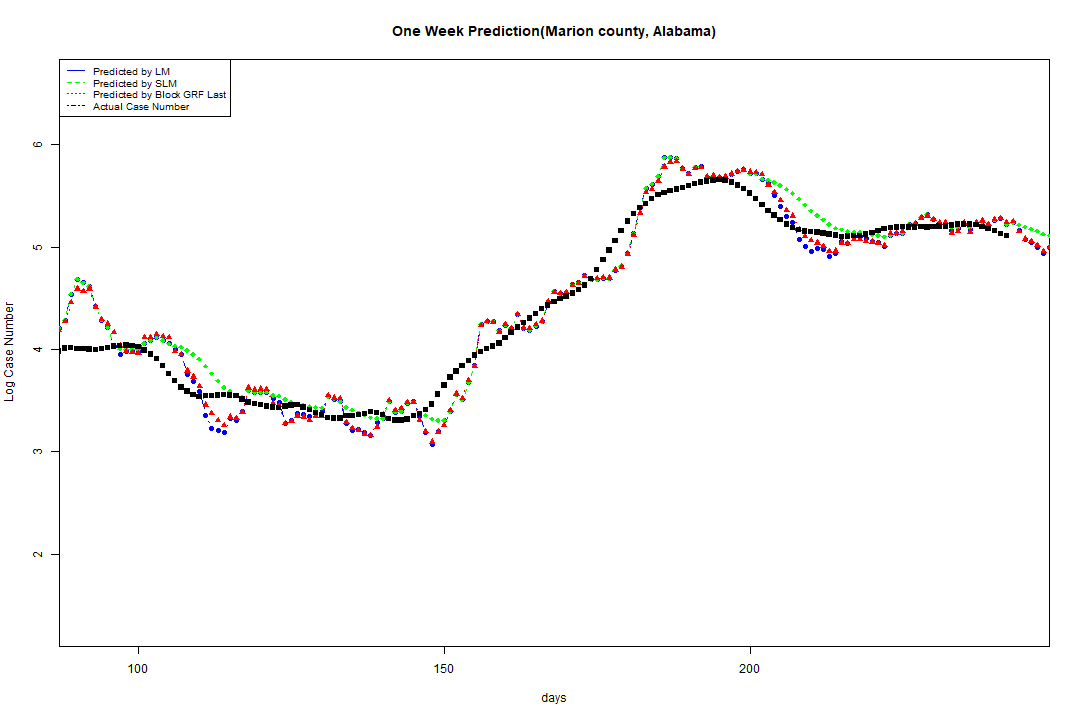 One Week Prediction(Marion county, Alabama)
Predicted by LM
Predicted by SLM
Predicted by Block GRF Last
Actual Case Number
6
5
4
3
2
Log Case Number
100 150 200
days